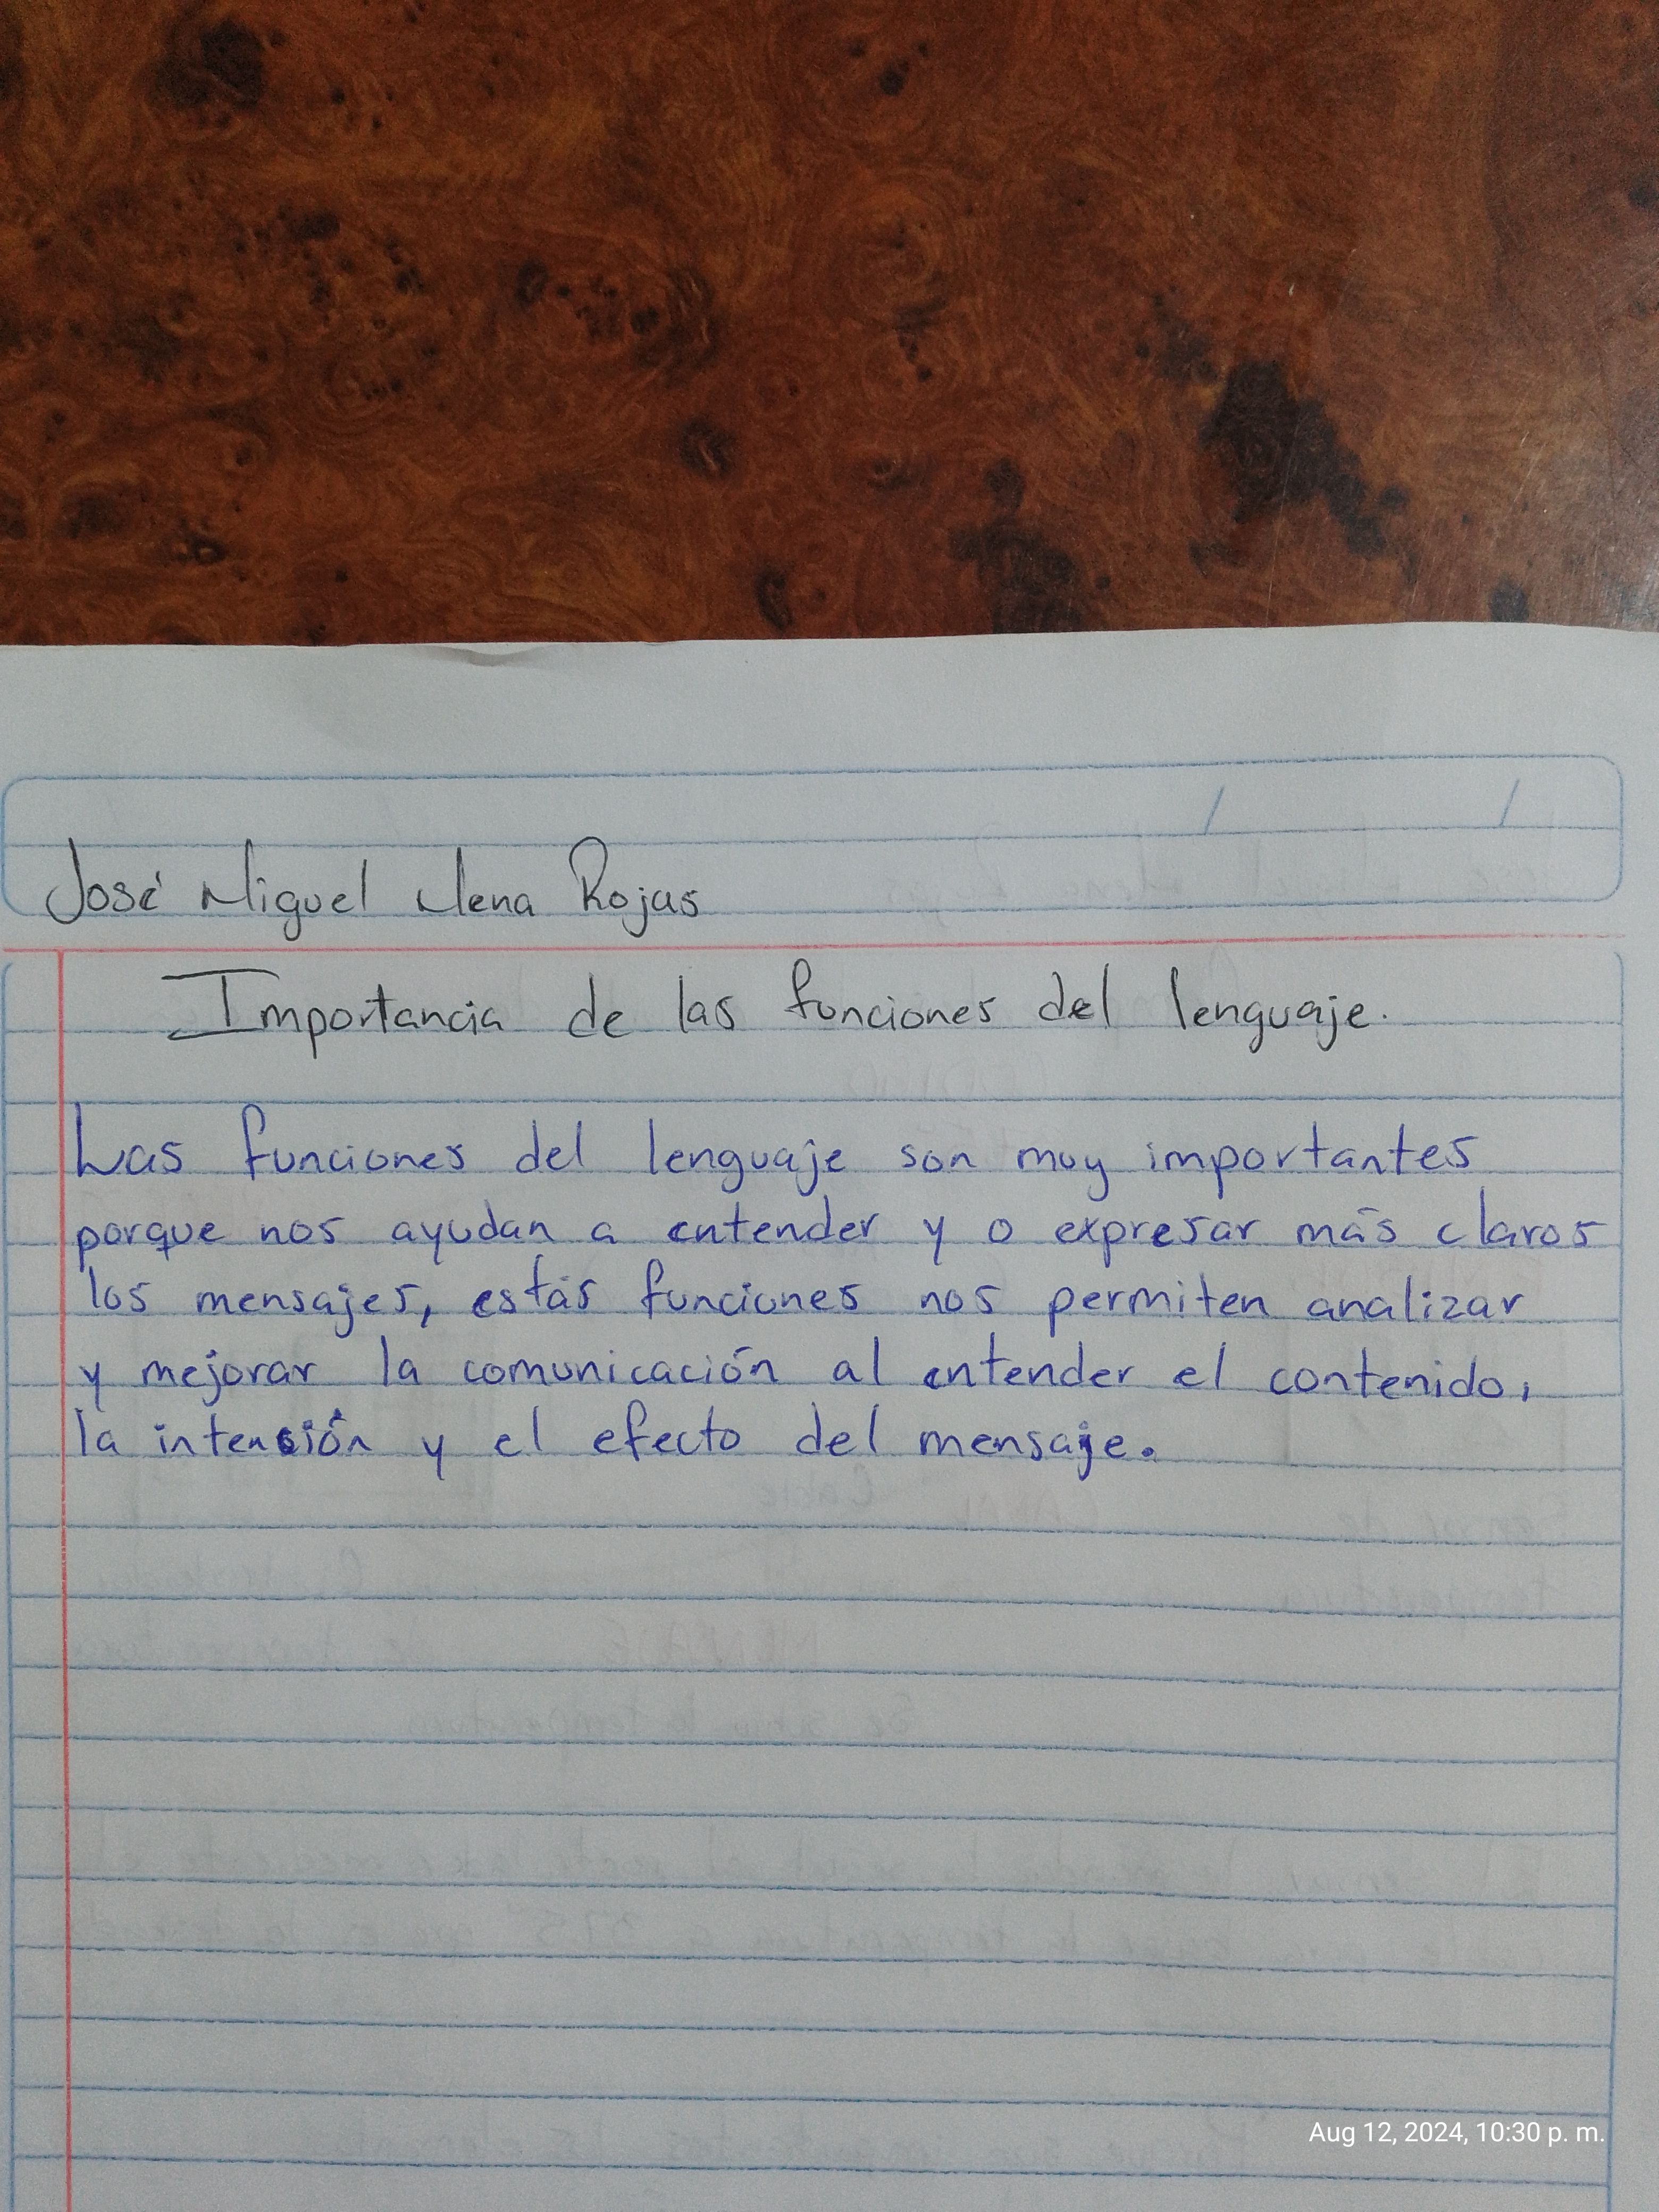 José Miguel Mena Rojas
Importancia de las funciones del lenguaje.
Las funciones del lenguaje son muy importantes
porque nos ayudan a entender y o expresar más claros
los mensajes, estás funciones nos permiten analizar
y mejorar la comunicación al entender el contenido,
la intensión y el efecto del mensaje.
Aug 12, 2024, 10:30 p. m.